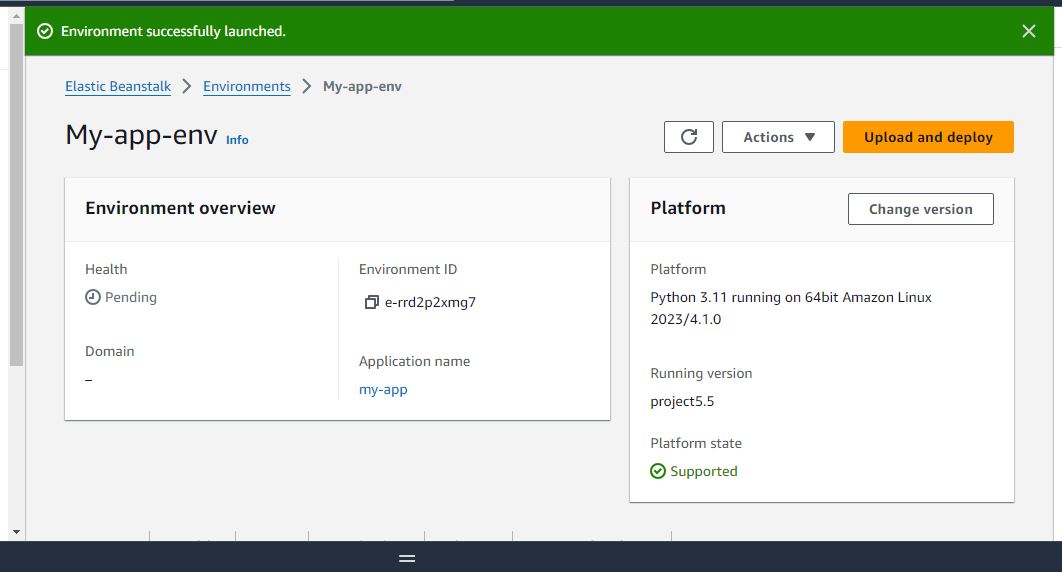 Environment successfully launched.
Elastic Beanstalk > Environments > My-app-env
My-app-env Info
Actions
Upload and deploy
Environment overview
Health
Pending
Domain
–
Environment ID
e-rrd2p2xmg7
Application name
my-app
Platform
Change version
Platform
Python 3.11 running on 64bit Amazon Linux
2023/4.1.0
Running version
project5.5
Platform state
Supported